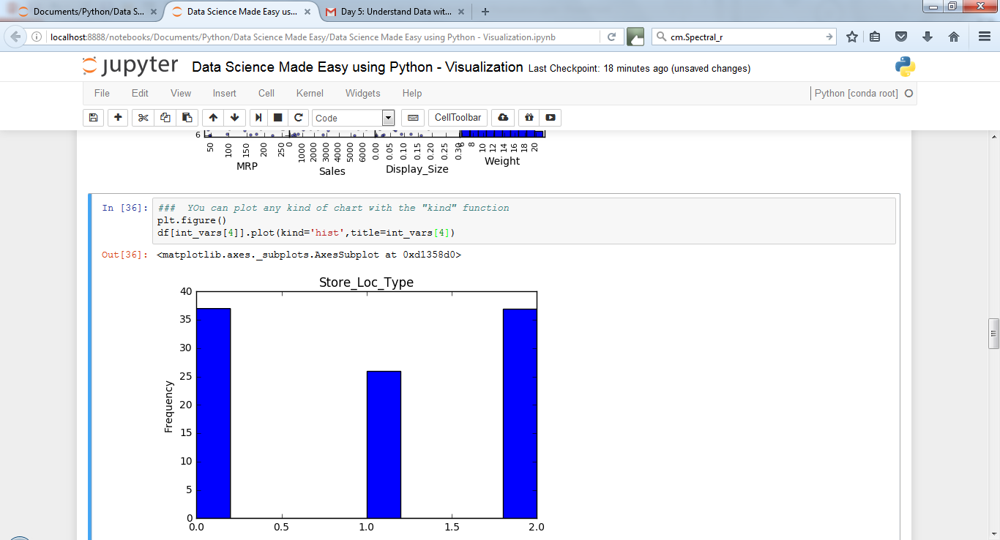 Documents/Python/Data S... × Data Science Made Easy us... × Day 5: Understand Data wit... × +
localhost:8888/notebooks/Documents/Python/Data Science Made Easy/Data Science Made Easy using Python - Visualization.ipynb cm.Spectral_r
jupyter Data Science Made Easy using Python - Visualization Last Checkpoint: 18 minutes ago (unsaved changes)
File Edit View Insert Cell Kernel Widgets Help Python [conda root]
Code CellToolbar
6
50 100 150 200 250 0 1000 2000 3000 4000 5000 6000 0.00 0.05 0.10 0.15 0.20 0.25 0.30 6 8 10 12 14 16 18 20
MRP Sales Display_Size Weight
In [36]: ### YOu can plot any kind of chart with the "kind" function
plt.figure()
df[int_vars[4]].plot(kind='hist',title=int_vars[4])
Out[36]: <matplotlib.axes._subplots.AxesSubplot at 0xd1358d0>
Store_Loc_Type
40
35
30
25
20
15
10
5
0
Frequency
0.0 0.5 1.0 1.5 2.0